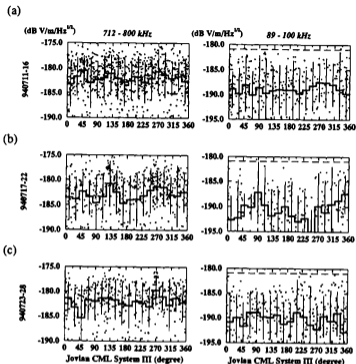 (a)
(dB V/m/Hz^1/2) 712 - 800 kHz (dB V/m/Hz^1/2) 89 - 100 kHz
940711-16
-175.0 -180.0
-180.0 -185.0
-185.0 -190.0
-190.0 -195.0
0 45 90 135 180 225 270 315 360 0 45 90 135 180 225 270 315 360
(b)
940717-22
-175.0 -180.0
-180.0 -185.0
-185.0 -190.0
-190.0 -195.0
0 45 90 135 180 225 270 315 360 0 45 90 135 180 225 270 315 360
(c)
940723-28
-175.0 -180.0
-180.0 -185.0
-185.0 -190.0
-190.0 -195.0
0 45 90 135 180 225 270 315 360 0 45 90 135 180 225 270 315 360
Jovian CML System III (degree) Jovian CML System III (degree)